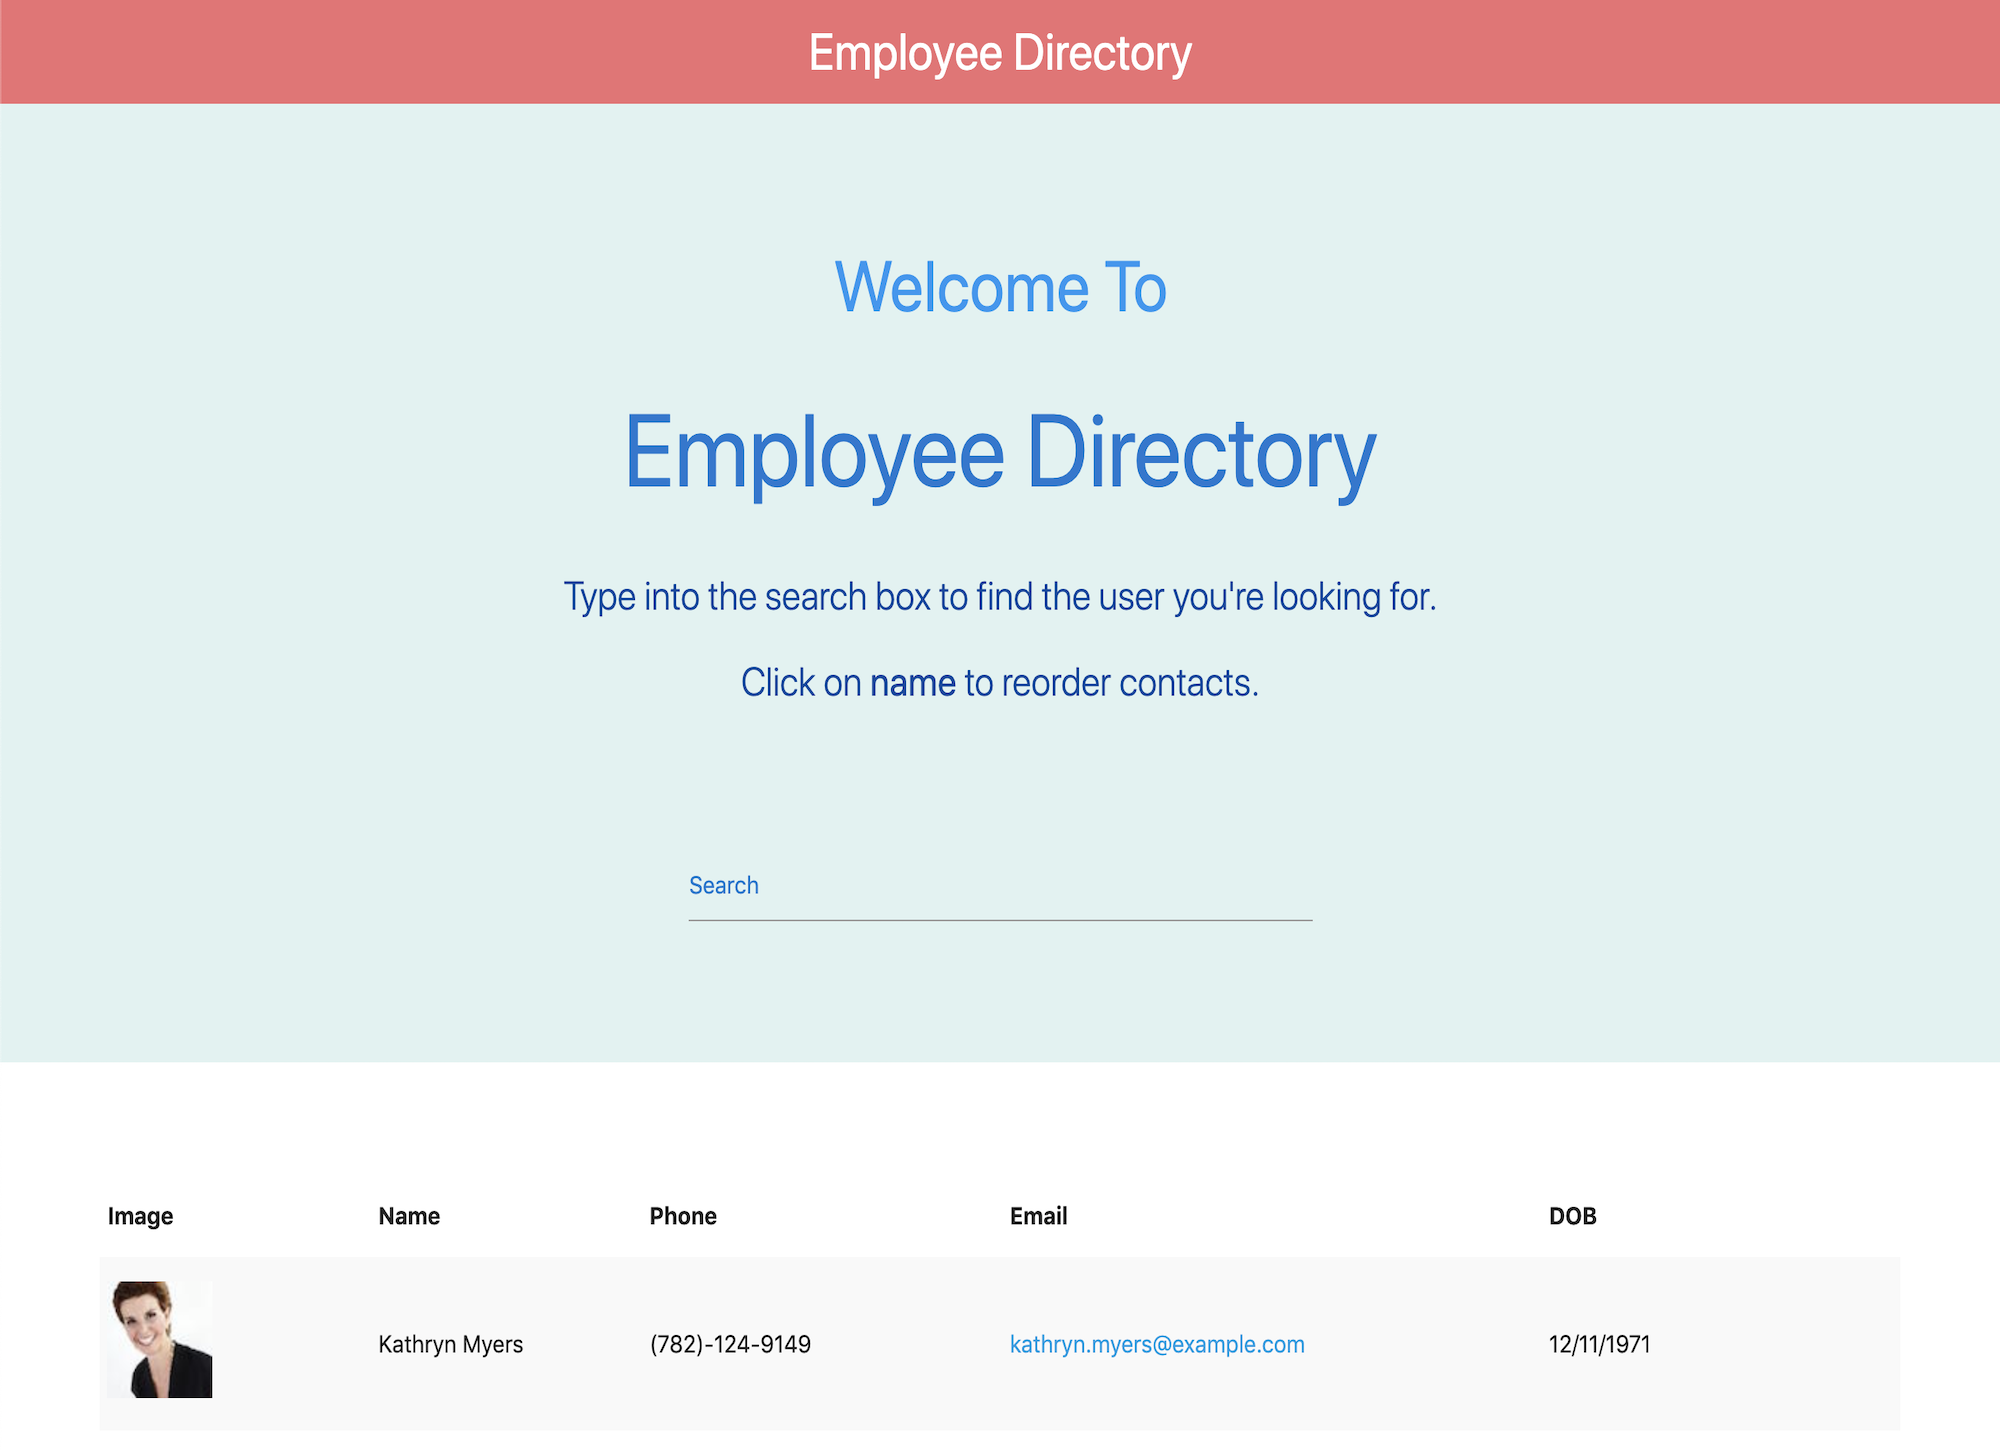 Employee Directory
Welcome To
Employee Directory
Type into the search box to find the user you're looking for.
Click on name to reorder contacts.
Search
Image Name Phone Email DOB
Kathryn Myers (782)-124-9149 kathryn.myers@example.com 12/11/1971